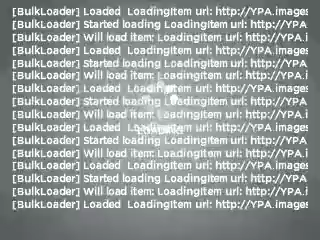 [BulkLoader] Loaded LoadingItem url: http://YPA.images
[BulkLoader] Started loading LoadingItem url: http://YPA
[BulkLoader] Will load item: LoadingItem url: http://YPA.i
[BulkLoader] Loaded LoadingItem url: http://YPA.images
[BulkLoader] Started loading LoadingItem url: http://YPA
[BulkLoader] Will load item: LoadingItem url: http://YPA.i
[BulkLoader] Loaded LoadingItem url: http://YPA.images
[BulkLoader] Started loading LoadingItem url: http://YPA
[BulkLoader] Will load item: LoadingItem url: http://YPA.i
[BulkLoader] Loaded LoadingItem url: http://YPA.images
[BulkLoader] Started loading LoadingItem url: http://YPA
[BulkLoader] Will load item: LoadingItem url: http://YPA.i
[BulkLoader] Loaded LoadingItem url: http://YPA.images
[BulkLoader] Started loading LoadingItem url: http://YPA
[BulkLoader] Will load item: LoadingItem url: http://YPA.i
[BulkLoader] Loaded LoadingItem url: http://YPA.images